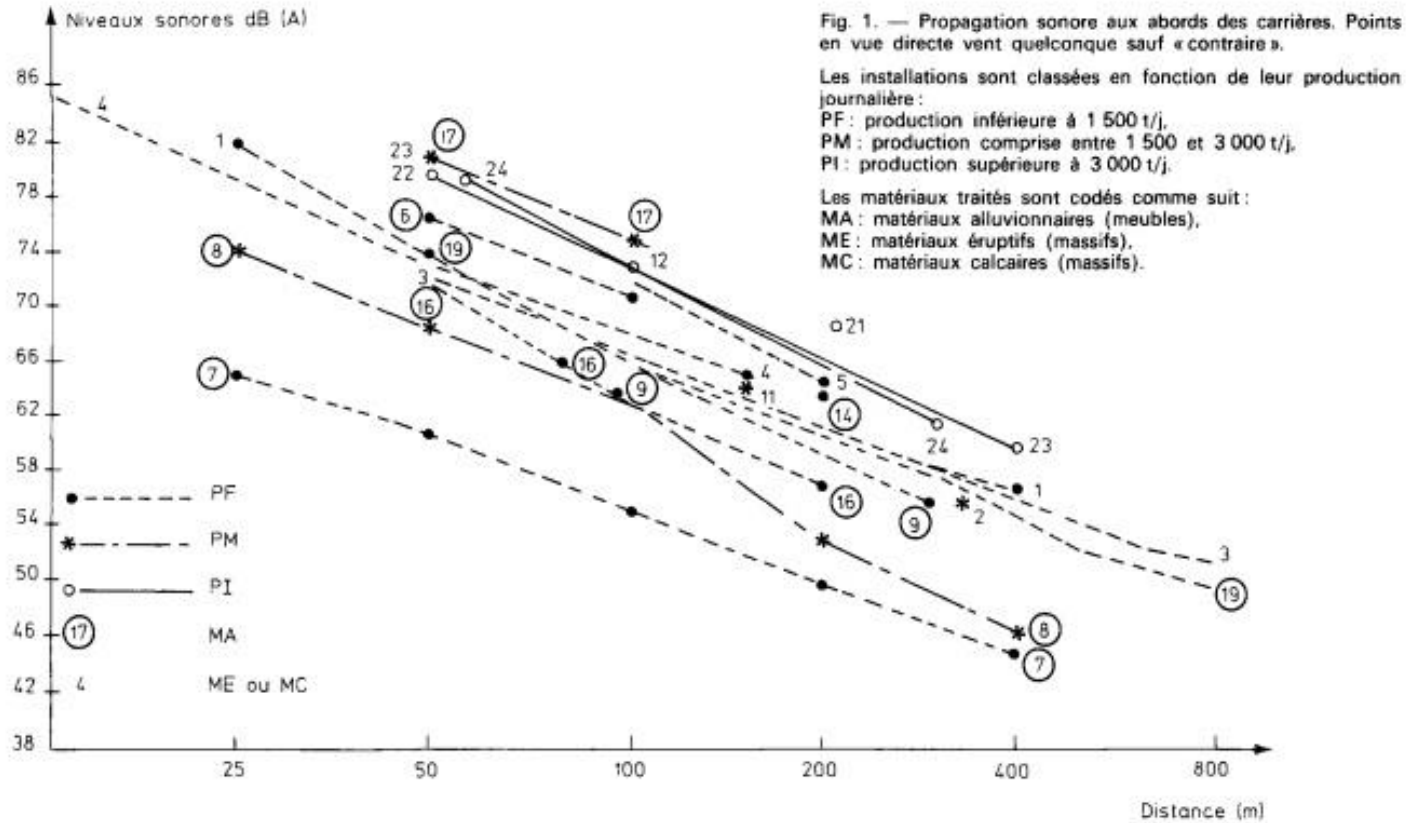 Niveaux sonores dB (A)
Fig. 1. — Propagation sonore aux abords des carrières. Points
en vue directe vent quelconque sauf « contraire ».
Les installations sont classées en fonction de leur production
journalière :
PF : production inférieure à 1 500 t/j,
PM : production comprise entre 1 500 et 3 000 t/j,
PI : production supérieure à 3 000 t/j.
Les matériaux traités sont codés comme suit :
MA : matériaux alluvionnaires (meubles),
ME : matériaux éruptifs (massifs),
MC : matériaux calcaires (massifs).
86
82
78
74
70
66
62
58
54
50
46
42
38
4
1
23
17
22
24
6
17
8
19
12
3
16
21
7
16
4
9
11
5
14
24
23
1
16
9
2
3
19
8
7
PF
PM
PI
17 MA
4 ME ou MC
25 50 100 200 400 800
Distance (m)